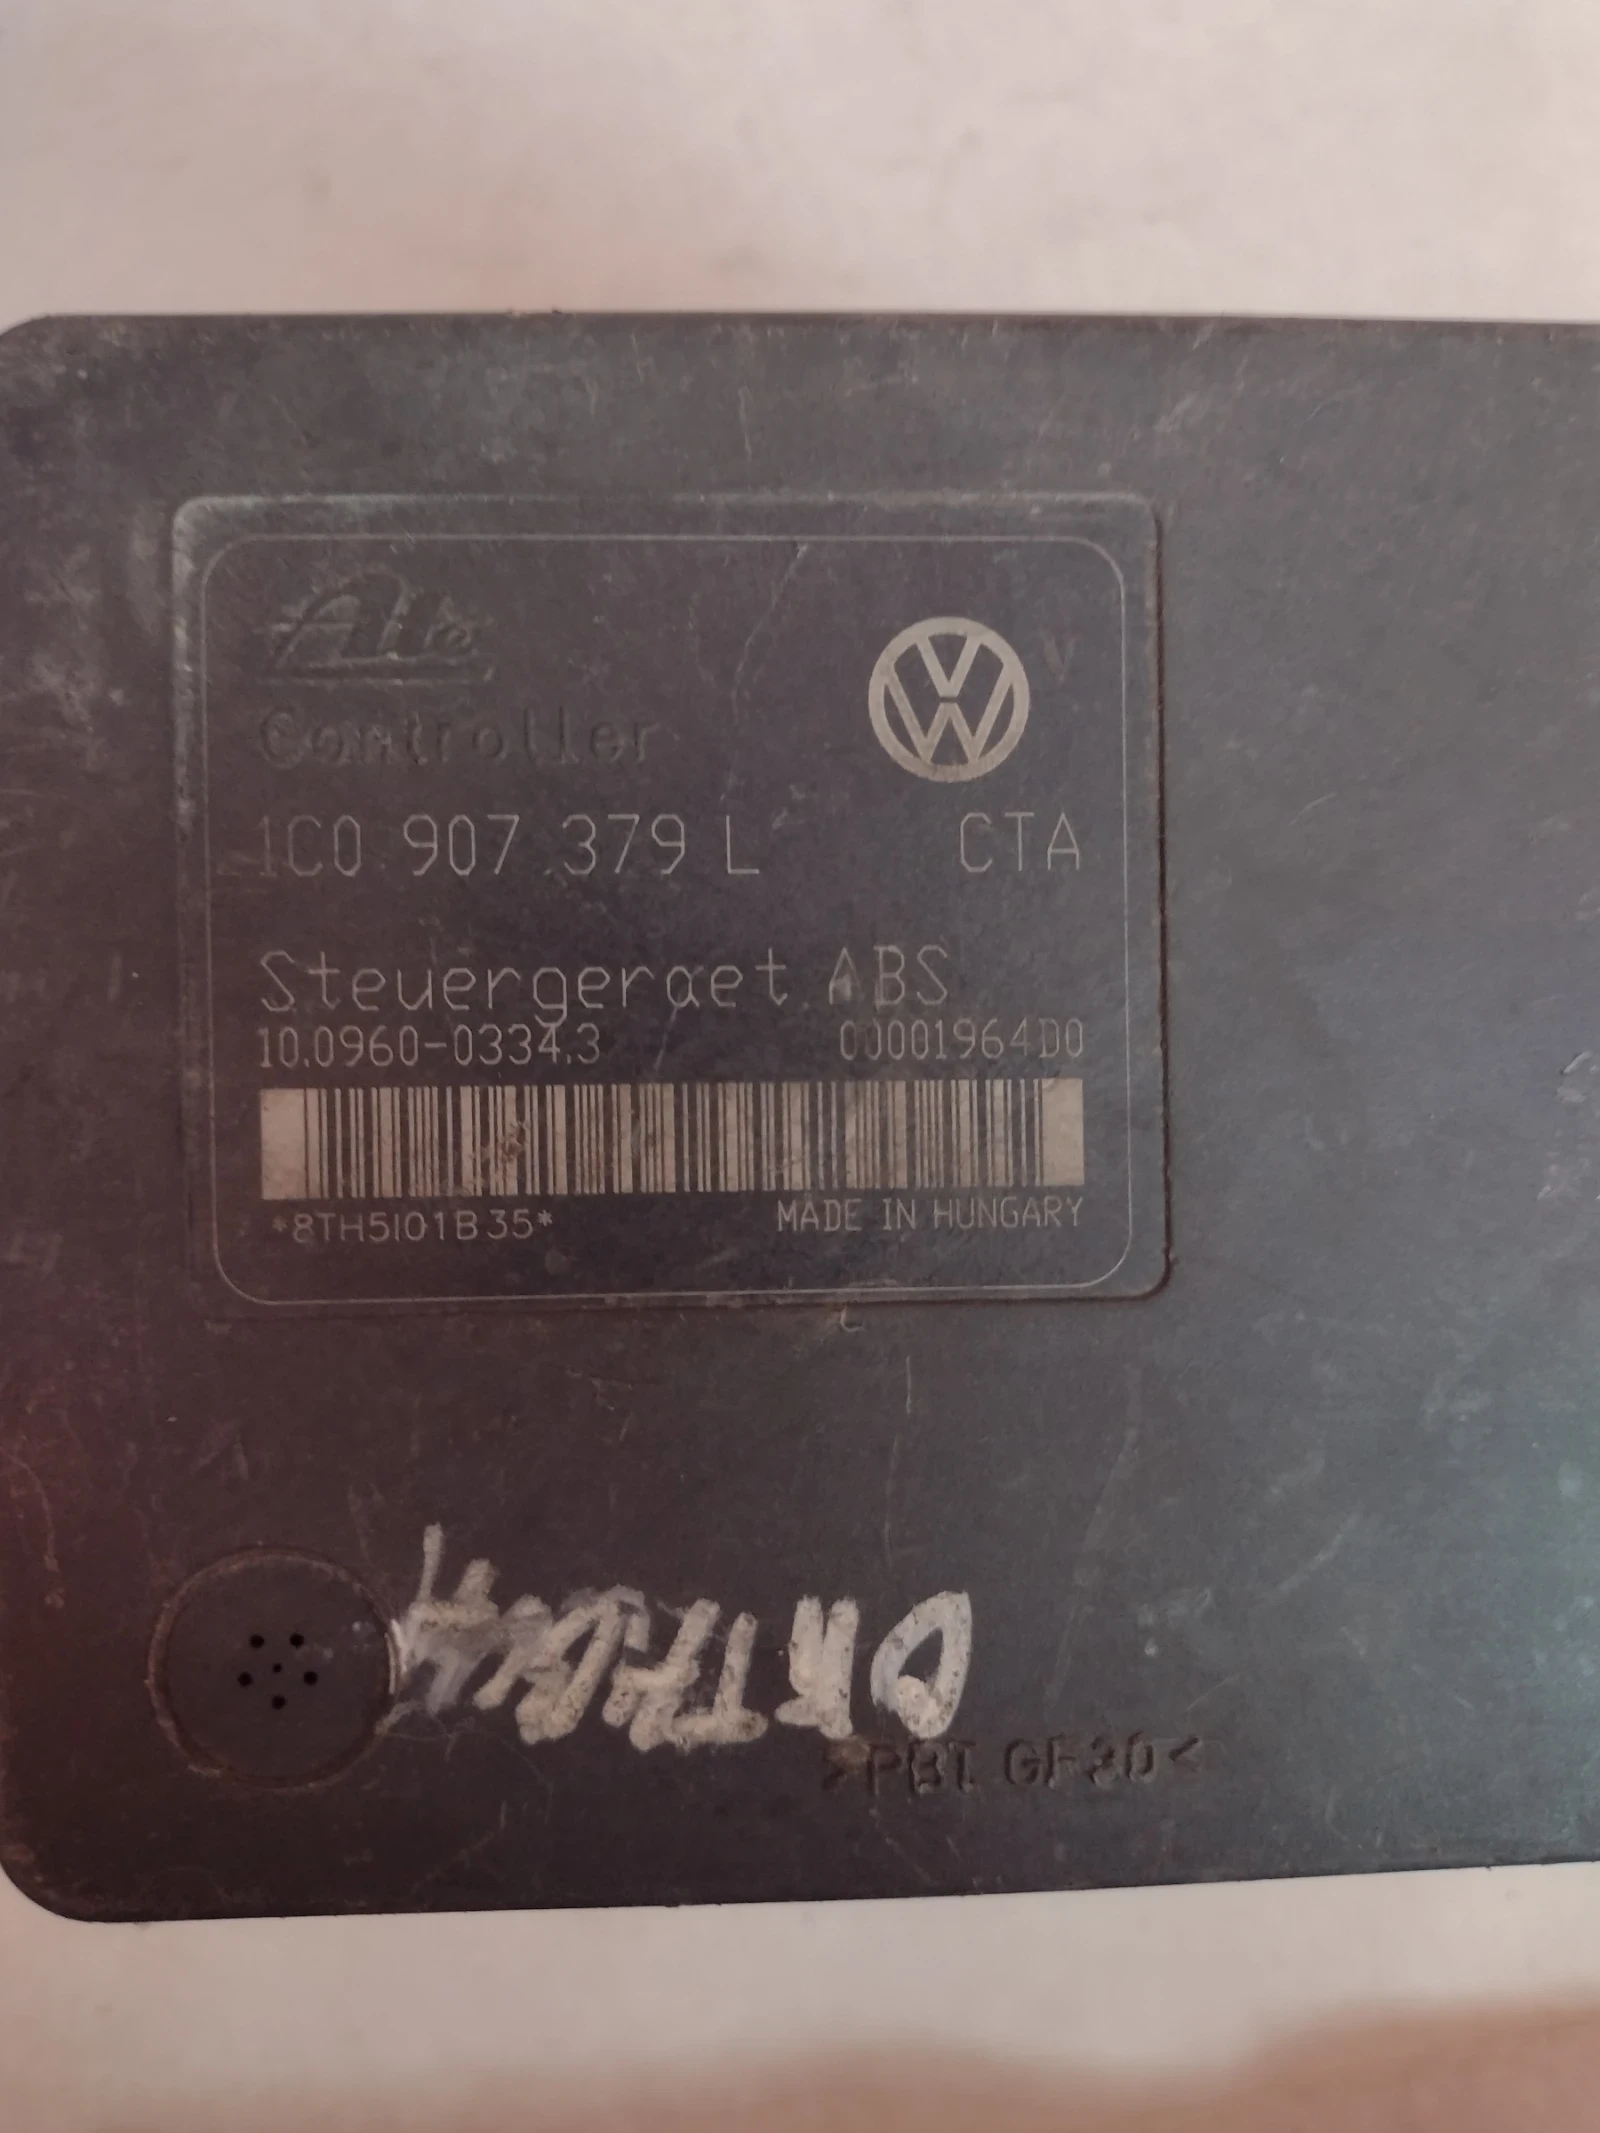 Ate
Controller
1C0 907 379 L CTA
Steuergeraet ABS
10.0960-0334.3 00001964D0
*8TH5I01B35*
MADE IN HUNGARY
>PBT GF30<